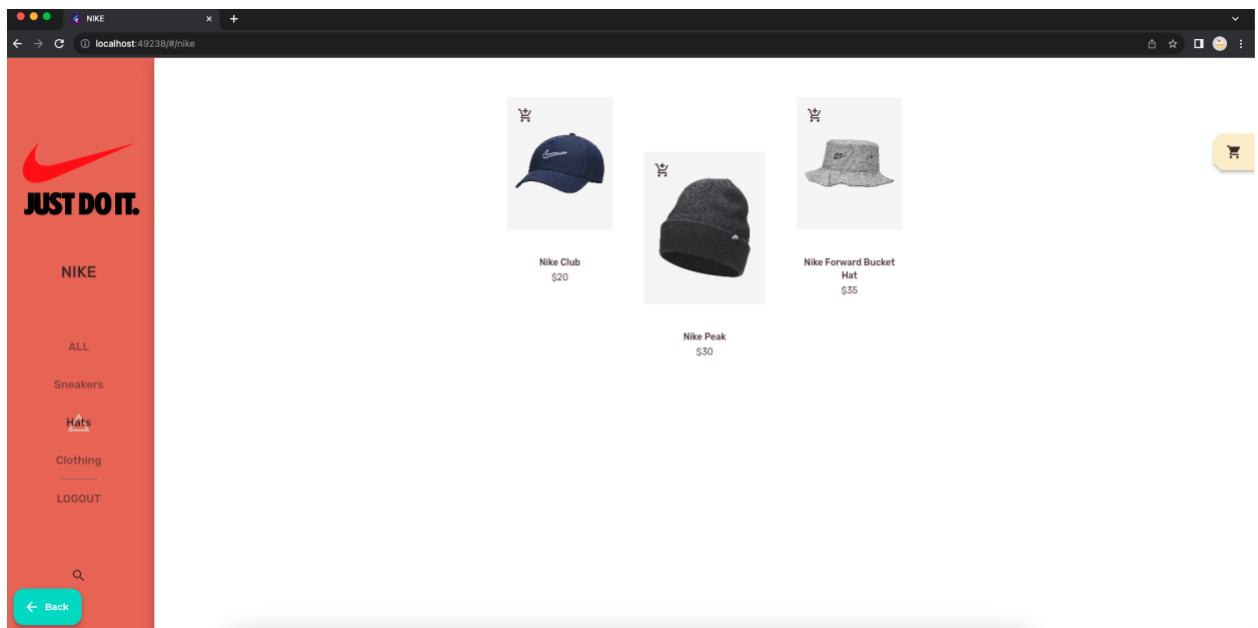 NIKE
localhost:49238/#/nike
JUST DO IT.
NIKE
ALL
Sneakers
Hats
Clothing
LOGOUT
Back
Nike Club
$20
Nike Peak
$30
Nike Forward Bucket
Hat
$35